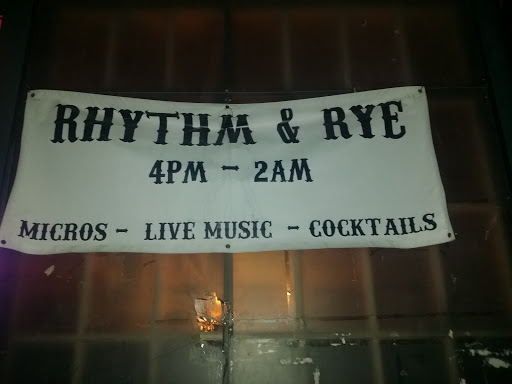 RHYTHM & RYE
4PM - 2AM
MICROS - LIVE MUSIC - COCKTAILS